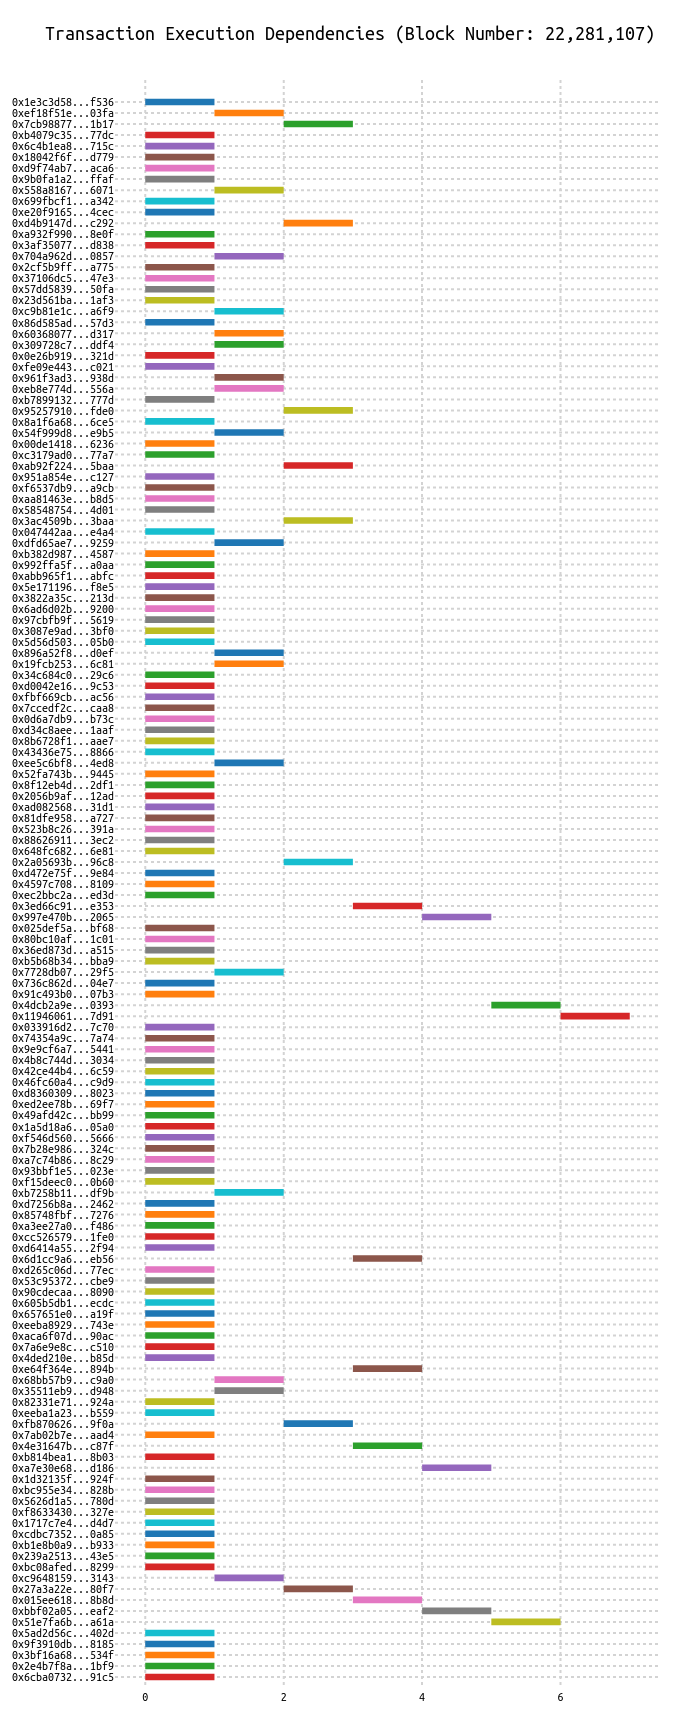 Transaction Execution Dependencies (Block Number: 22,281,107)
0x1e3c3d58...f536
0xef18f51e...03fa
0x7cb98877...1b17
0xb4079c35...77dc
0x6c4b1ea8...715c
0x18042f6f...d779
0xd9f74ab7...aca6
0x9b0fa1a2...ffaf
0x558a8167...6071
0x699fbcf1...a342
0xe20f9165...4cec
0xd4b9147d...c292
0xa932f990...8e0f
0x3af35077...d838
0x704a962d...0857
0x2cf5b9ff...a775
0x37106dc5...47e3
0x57dd5839...50fa
0x23d561ba...1af3
0xc9b81e1c...a6f9
0x86d585ad...57d3
0x60368077...d317
0x309728c7...ddf4
0x0e26b919...321d
0xfe09e443...c021
0x961f3ad3...938d
0xeb8e774d...556a
0xb7899132...777d
0x95257910...fde0
0x8a1f6a68...6ce5
0x54f999d8...e9b5
0x00de1418...6236
0xc3179ad0...77a7
0xab92f224...5baa
0x951a854e...c127
0xf6537db9...a9cb
0xaa81463e...b8d5
0x58548754...4d01
0x3ac4509b...3baa
0x047442aa...e4a4
0xdfd65ae7...9259
0xb382d987...4587
0x992ffa5f...a0aa
0xabb965f1...abfc
0x5e171196...f8e5
0x3822a35c...213d
0x6ad6d02b...9200
0x97cbfb9f...5619
0x3087e9ad...3bf0
0x5d56d503...05b0
0x896a52f8...d0ef
0x19fcb253...6c81
0x34c684c0...29c6
0xd0042e16...9c53
0xfbf669cb...ac56
0x7ccedf2c...caa8
0x0d6a7db9...b73c
0xd34c8aee...1aaf
0x8b6728f1...aae7
0x43436e75...8866
0xee5c6bf8...4ed8
0x52fa743b...9445
0x8f12eb4d...2df1
0x2056b9af...12ad
0xad082568...31d1
0x81dfe958...a727
0x523b8c26...391a
0x88626911...3ec2
0x648fc682...6e81
0x2a05693b...96c8
0xd472e75f...9e84
0x4597c708...8109
0xec2bbc2a...ed3d
0x3ed66c91...e353
0x997e470b...2065
0x025def5a...bf68
0x80bc10af...1c01
0x36ed873d...a515
0xb5b68b34...bba9
0x7728db07...29f5
0x736c862d...04e7
0x91c493b0...07b3
0x4dcb2a9e...0393
0x11946061...7d91
0x033916d2...7c70
0x74354a9c...7a74
0x9e9cf6a7...5441
0x4b8c744d...3034
0x42ce44b4...6c59
0x46fc60a4...c9d9
0xd8360309...8023
0xed2ee78b...69f7
0x49afd42c...bb99
0x1a5d18a6...05a0
0xf546d560...5666
0x7b28e986...324c
0xa7c74b86...8c29
0x93bbf1e5...023e
0xf15deec0...0b60
0xb7258b11...df9b
0xd7256b8a...2462
0x85748fbf...7276
0xa3ee27a0...f486
0xcc526579...1fe0
0xd6414a55...2f94
0x6d1cc9a6...eb56
0xd265c06d...77ec
0x53c95372...cbe9
0x90cdecaa...8090
0x605b5db1...ecdc
0x657651e0...a19f
0xeeba8929...743e
0xaca6f07d...90ac
0x7a6e9e8c...c510
0x4ded210e...b85d
0xe64f364e...894b
0x68bb57b9...c9a0
0x35511eb9...d948
0x82331e71...924a
0xeeba1a23...b559
0xfb870626...9f0a
0x7ab02b7e...aad4
0x4e31647b...c87f
0xb814bea1...8b03
0xa7e30e68...d186
0x1d32135f...924f
0xbc955e34...828b
0x5626d1a5...780d
0xf8633430...327e
0x1717c7e4...d4d7
0xcdbc7352...0a85
0xb1e8b0a9...b933
0x239a2513...43e5
0xbc08afed...8299
0xc9648159...3143
0x27a3a22e...80f7
0x015ee618...8b8d
0xbbf02a05...eaf2
0x51e7fa6b...a61a
0x5ad2d56c...402d
0x9f3910db...8185
0x3bf16a68...534f
0x2e4b7f8a...1bf9
0x6cba0732...91c5
0 2 4 6